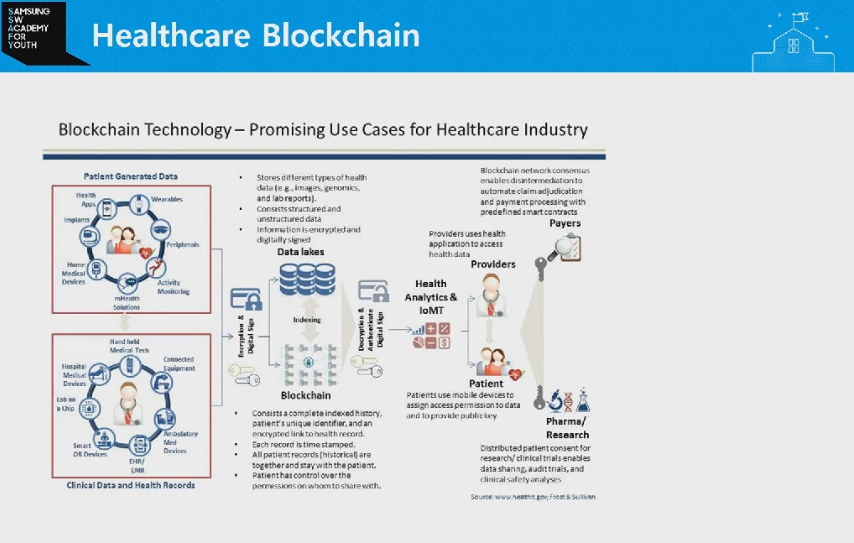 SAMSUNG
SW
ACADEMY
FOR
YOUTH
Healthcare Blockchain
Blockchain Technology – Promising Use Cases for Healthcare Industry
Patient Generated Data
Health
Apps
Wearables
Implants
Peripherals
Home
Medical
Devices
Activity
Monitoring
mHealth
Solutions
Hand held
Medical Tech
Hospital
Medical
Devices
Connected
Equipment
Lab on
a Chip
Smart
OR Devices
Ambulatory
Med
Devices
EHR/
EMR
Clinical Data and Health Records
• Stores different types of health
data (e.g., images, genomics,
and lab reports).
• Consists structured and
unstructured data
• Information is encrypted and
digitally signed
Data lakes
Encryption &
Digital Sign
Indexing
Decryption &
Authenticate
Digital Sign
Blockchain
• Consists a complete indexed history,
patient's unique identifier, and an
encrypted link to health record.
• Each record is time stamped.
• All patient records (historical) are
together and stay with the patient.
• Patient has control over the
permissions on whom to share with.
Health
Analytics &
IoMT
Providers uses health
application to access
health data
Providers
Patient
Patients use mobile devices to
assign access permission to data
and to provide public key
Blockchain network consensus
enables disintermediation to
automate claim adjudication
and payment processing with
predefined smart contracts
Payers
Pharma/
Research
Distributed patient consent for
research/ clinical trials enables
data sharing, audit trials, and
clinical safety analyses
Source: www.healthit.gov; Frost & Sullivan